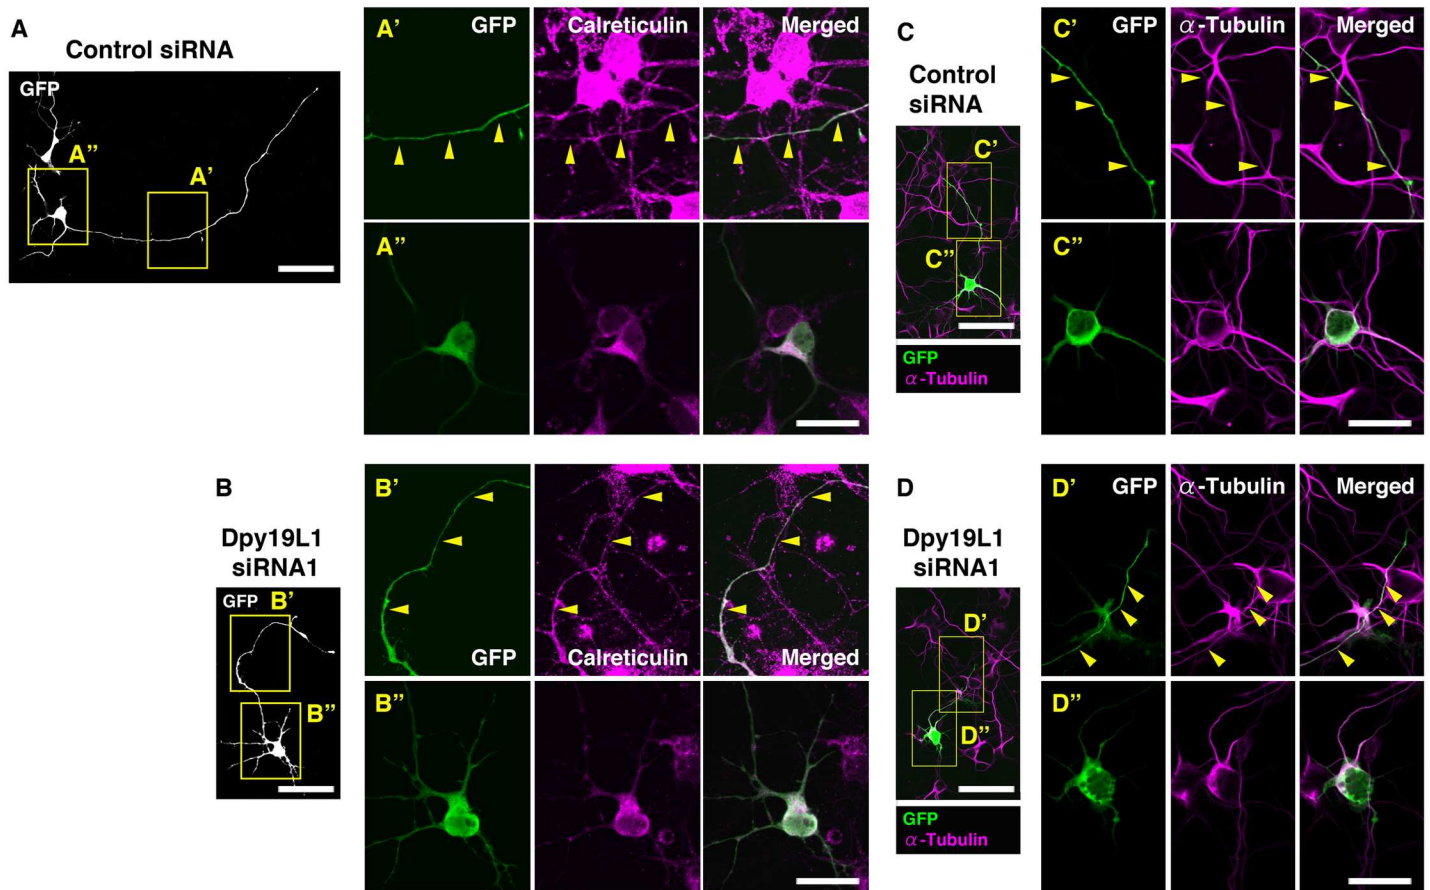 A
Control siRNA
GFP
A”
A’
A’
GFP
Calreticulin
Merged
A”
B
Dpy19L1
siRNA1
GFP
B’
B”
B’
GFP
Calreticulin
Merged
B”
C
Control
siRNA
C’
C”
GFP
α-Tubulin
C’
GFP
α-Tubulin
Merged
C”
D
Dpy19L1
siRNA1
D’
D”
GFP
α-Tubulin
D’
GFP
α-Tubulin
Merged
D”